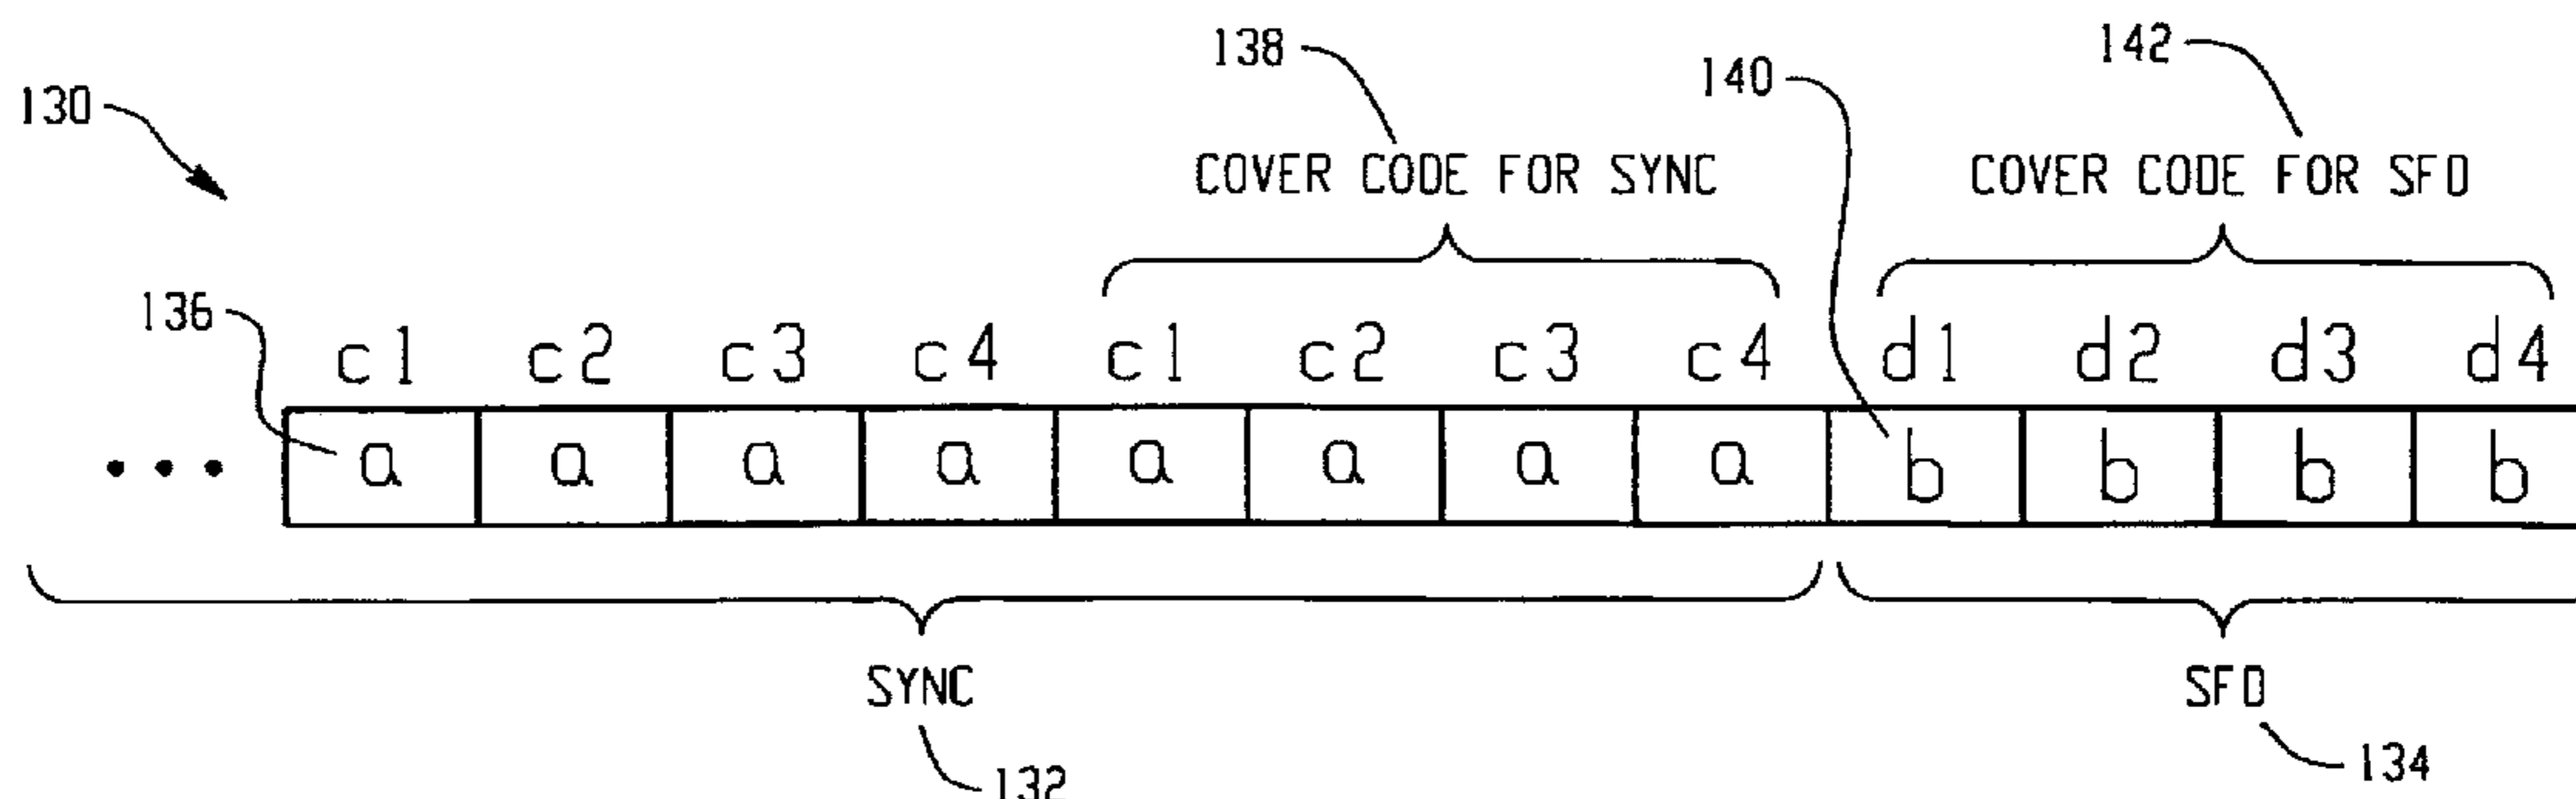 138
142
140
130
COVER CODE FOR SYNC
COVER CODE FOR SFD
136
c1 c2 c3 c4 c1 c2 c3 c4 d1 d2 d3 d4
••• a a a a a a a a b b b b
SYNC
SFD
132
134